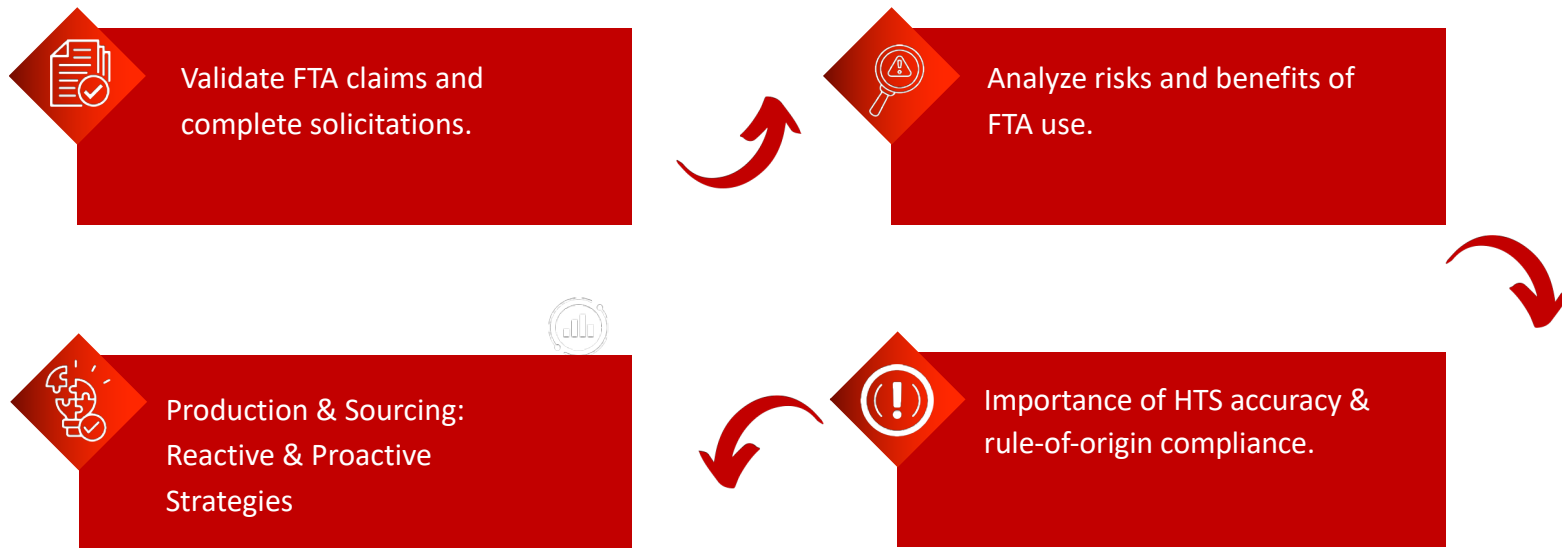 Validate FTA claims and
complete solicitations.
Analyze risks and benefits of
FTA use.
Importance of HTS accuracy &
rule-of-origin compliance.
Production & Sourcing:
Reactive & Proactive
Strategies